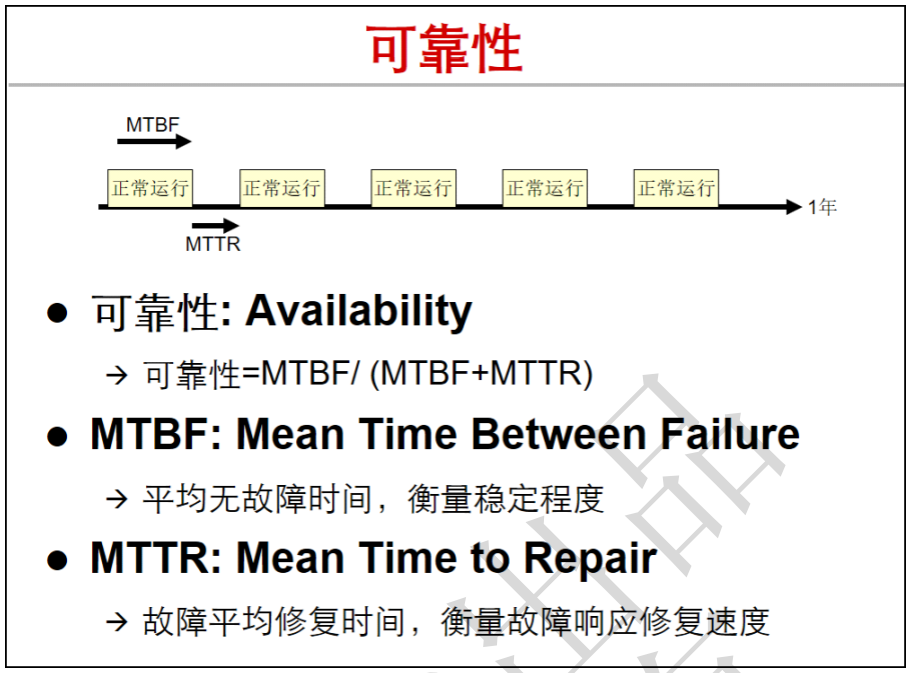 可靠性
MTBF
正常运行 正常运行 正常运行 正常运行 正常运行
1年
MTTR
● 可靠性: Availability
→ 可靠性=MTBF/ (MTBF+MTTR)
● MTBF: Mean Time Between Failure
→ 平均无故障时间，衡量稳定程度
● MTTR: Mean Time to Repair
→ 故障平均修复时间，衡量故障响应修复速度
出品